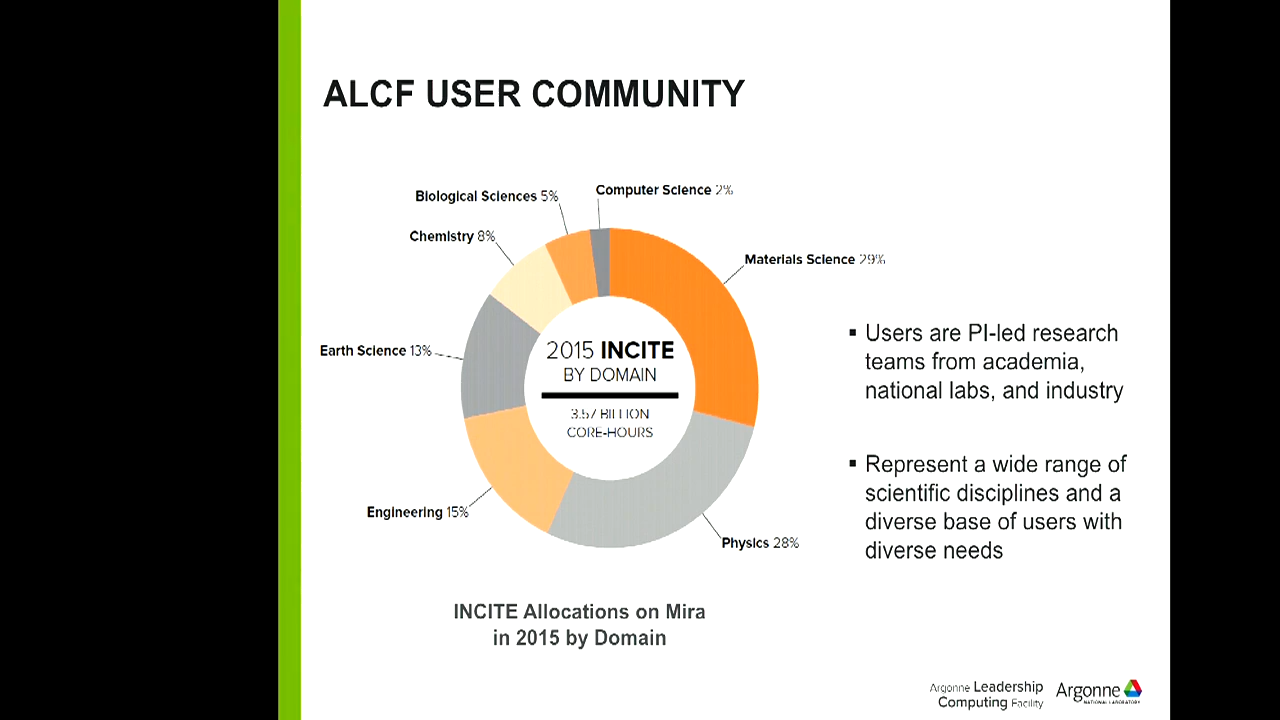 ALCF USER COMMUNITY
Biological Sciences 5%
Computer Science 2%
Chemistry 8%
Materials Science 29%
Earth Science 13%
2015 INCITE
BY DOMAIN
3.57 BILLION
CORE-HOURS
Engineering 15%
Physics 28%
INCITE Allocations on Mira
in 2015 by Domain
▪ Users are PI-led research
teams from academia,
national labs, and industry
▪ Represent a wide range of
scientific disciplines and a
diverse base of users with
diverse needs
Argonne Leadership
Computing Facility
Argonne
NATIONAL LABORATORY